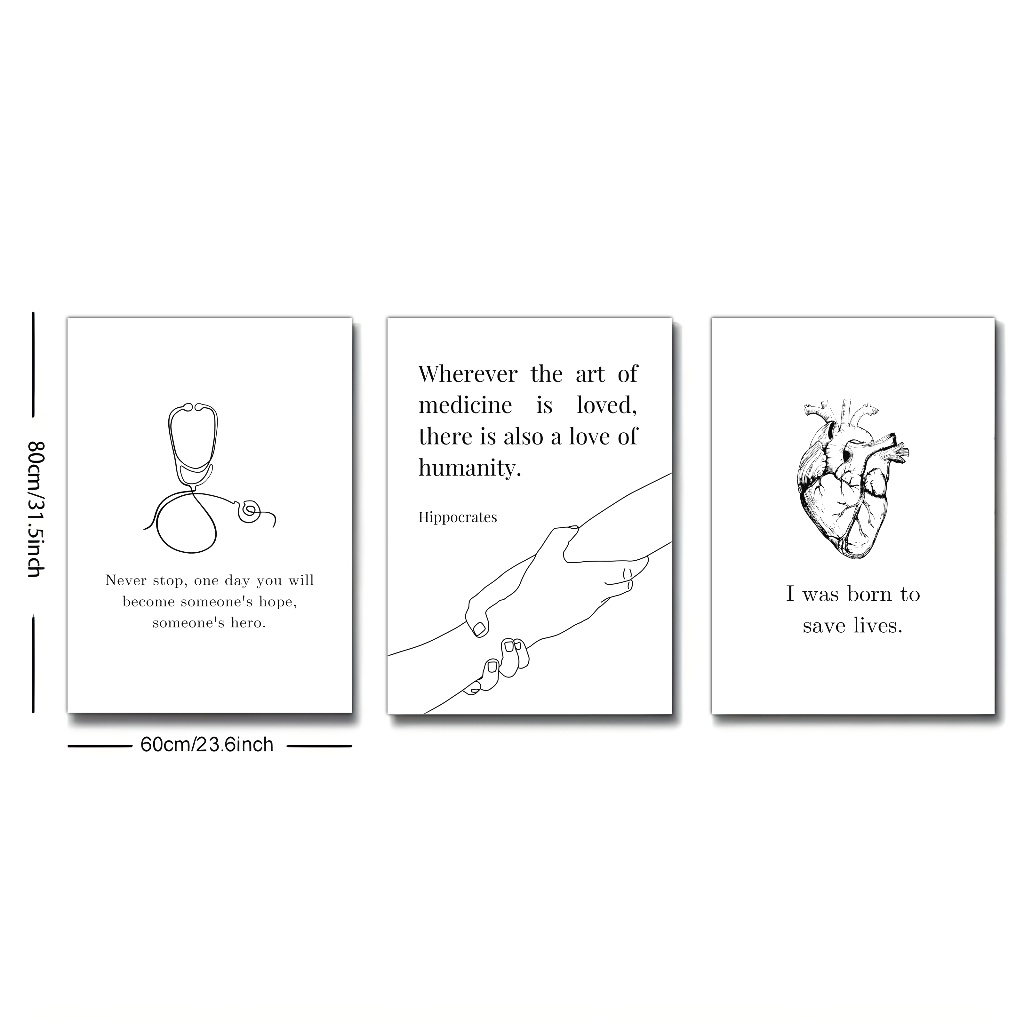 80cm/31.5inch
Never stop, one day you will
become someone's hope,
someone's hero.
60cm/23.6inch
Wherever the art of
medicine is loved,
there is also a love of
humanity.
Hippocrates
I was born to
save lives.